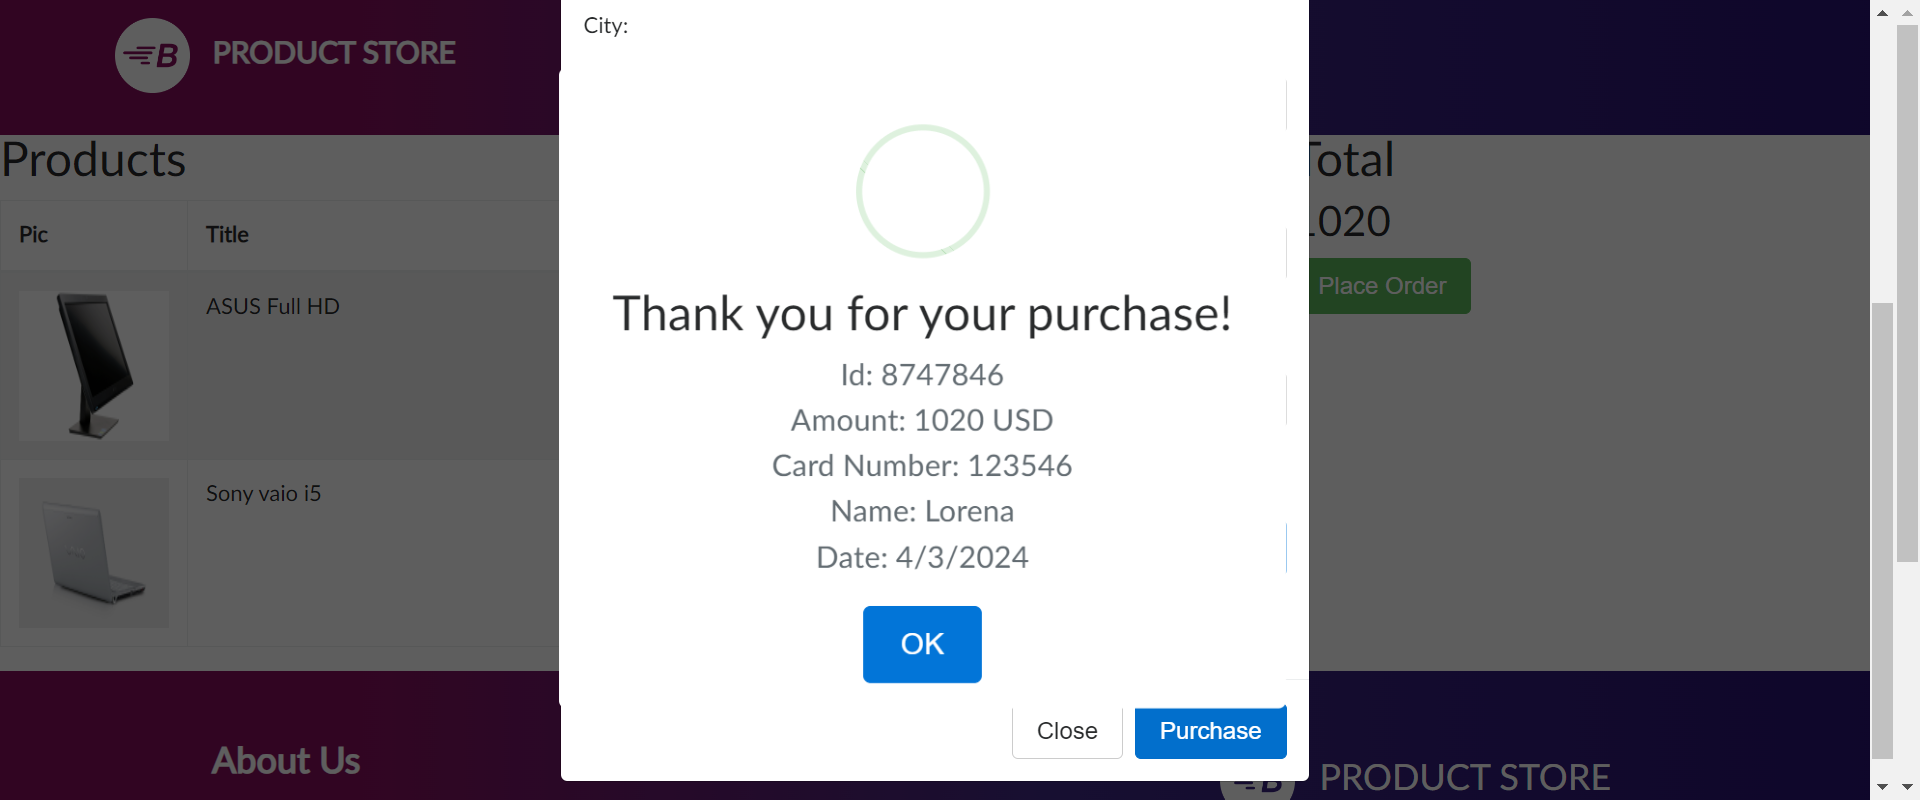 City:
B PRODUCT STORE
Products
Total
Pic Title
1020
Place Order
ASUS Full HD
Thank you for your purchase!
Id: 8747846
Amount: 1020 USD
Card Number: 123546
Name: Lorena
Date: 4/3/2024
Sony vaio i5
OK
Close Purchase
About Us
B PRODUCT STORE